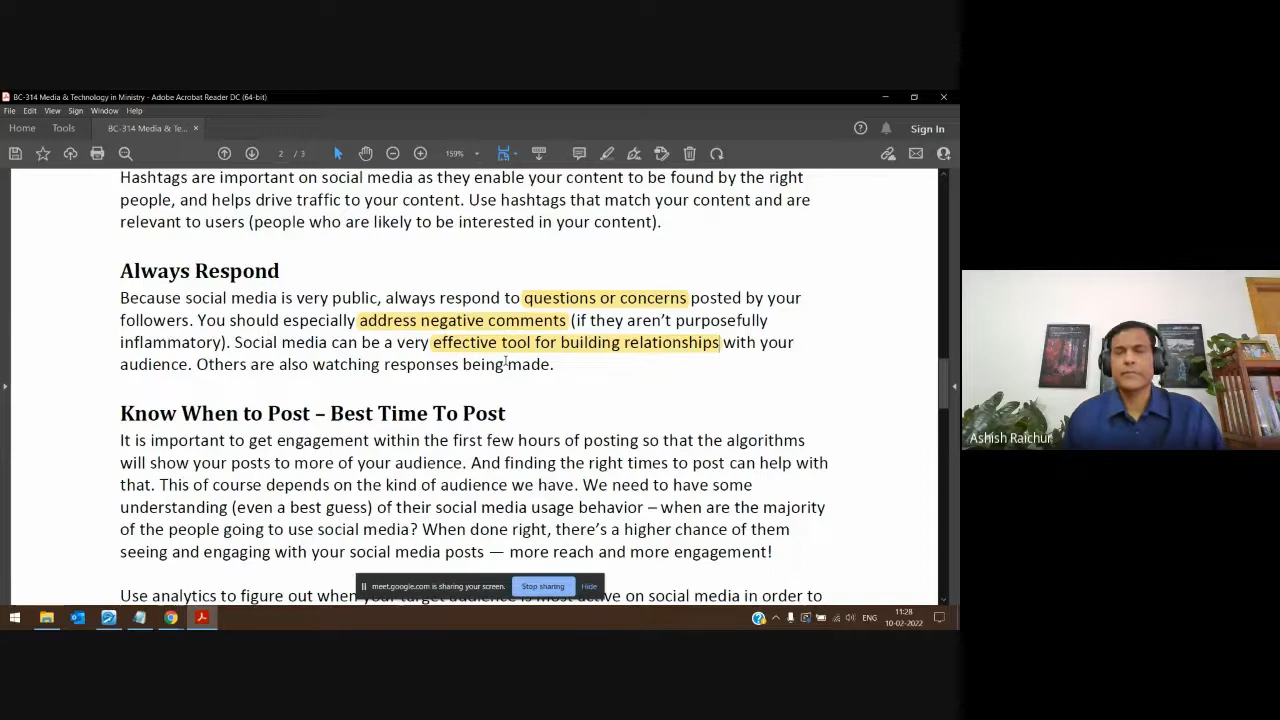 BC-314 Media & Technology in Ministry - Adobe Acrobat Reader DC (64-bit)
File Edit View Sign Window Help
Home Tools BC-314 Media & Te... × Sign In
2 / 3 159%
Hashtags are important on social media as they enable your content to be found by the right
people, and helps drive traffic to your content. Use hashtags that match your content and are
relevant to users (people who are likely to be interested in your content).
Always Respond
Because social media is very public, always respond to questions or concerns posted by your
followers. You should especially address negative comments (if they aren’t purposefully
inflammatory). Social media can be a very effective tool for building relationships with your
audience. Others are also watching responses being made.
Ashish Raichur
Know When to Post – Best Time To Post
It is important to get engagement within the first few hours of posting so that the algorithms
will show your posts to more of your audience. And finding the right times to post can help with
that. This of course depends on the kind of audience we have. We need to have some
understanding (even a best guess) of their social media usage behavior – when are the majority
of the people going to use social media? When done right, there’s a higher chance of them
seeing and engaging with your social media posts — more reach and more engagement!
meet.google.com is sharing your screen. Stop sharing Hide
Use analytics to figure out when your target audience is most active on social media in order to
ENG 11:28
10-02-2022